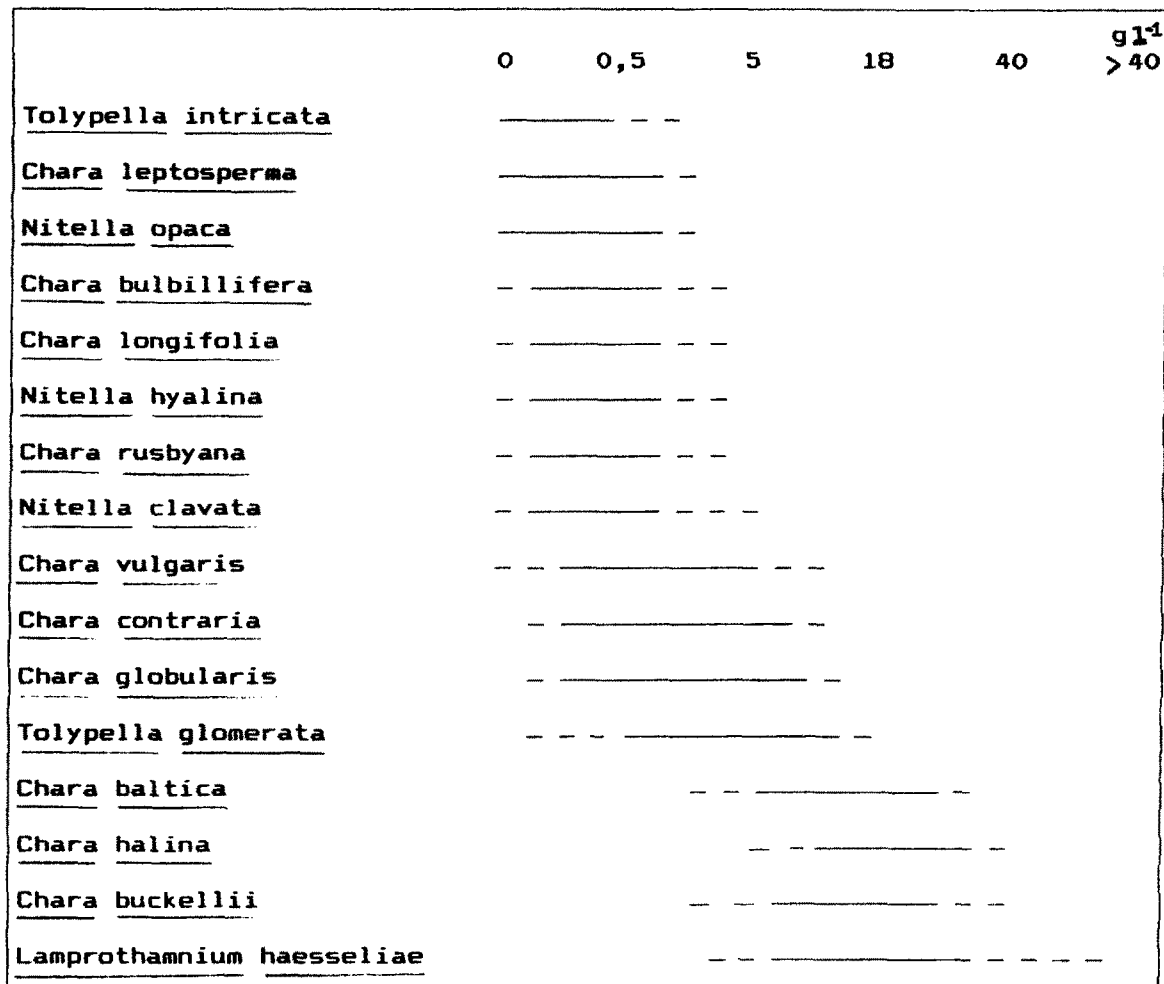 g l-1
0 0,5 5 18 40 >40
Tolypella intricata
Chara leptosperma
Nitella opaca
Chara bulbillifera
Chara longifolia
Nitella hyalina
Chara rusbyana
Nitella clavata
Chara vulgaris
Chara contraria
Chara globularis
Tolypella glomerata
Chara baltica
Chara halina
Chara buckellii
Lamprothamnium haesseliae